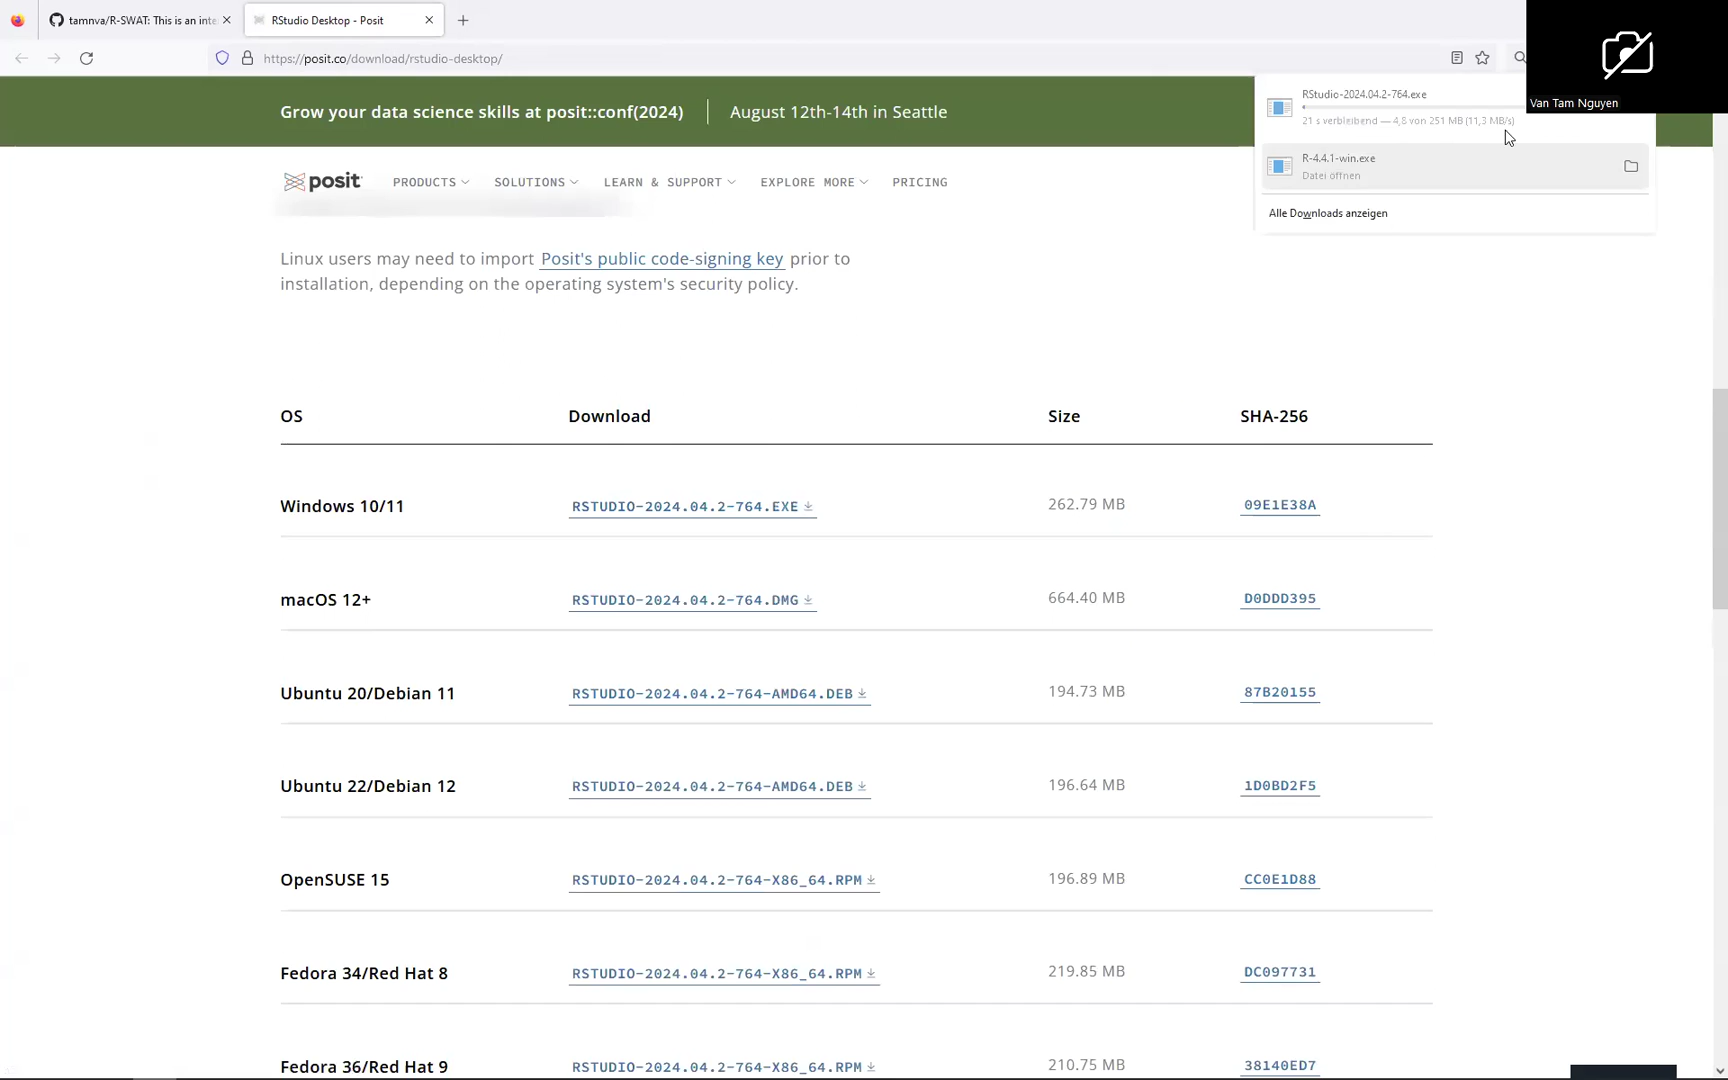 tamnva/R-SWAT: This is an inte
RStudio Desktop - Posit
https://posit.co/download/rstudio-desktop/
Van Tam Nguyen
RStudio-2024.04.2-764.exe
21 s verbleibend — 4,8 von 251 MB (11,3 MB/s)
R-4.4.1-win.exe
Datei öffnen
Alle Downloads anzeigen
Grow your data science skills at posit::conf(2024)
August 12th-14th in Seattle
posit
PRODUCTS
SOLUTIONS
LEARN & SUPPORT
EXPLORE MORE
PRICING
Linux users may need to import Posit's public code-signing key prior to
installation, depending on the operating system's security policy.
OS Download Size SHA-256
Windows 10/11 RSTUDIO-2024.04.2-764.EXE 262.79 MB 09E1E38A
macOS 12+ RSTUDIO-2024.04.2-764.DMG 664.40 MB D0DDD395
Ubuntu 20/Debian 11 RSTUDIO-2024.04.2-764-AMD64.DEB 194.73 MB 87B20155
Ubuntu 22/Debian 12 RSTUDIO-2024.04.2-764-AMD64.DEB 196.64 MB 1D0BD2F5
OpenSUSE 15 RSTUDIO-2024.04.2-764-X86_64.RPM 196.89 MB CC0E1D88
Fedora 34/Red Hat 8 RSTUDIO-2024.04.2-764-X86_64.RPM 219.85 MB DC097731
Fedora 36/Red Hat 9 RSTUDIO-2024.04.2-764-X86_64.RPM 210.75 MB 38140ED7